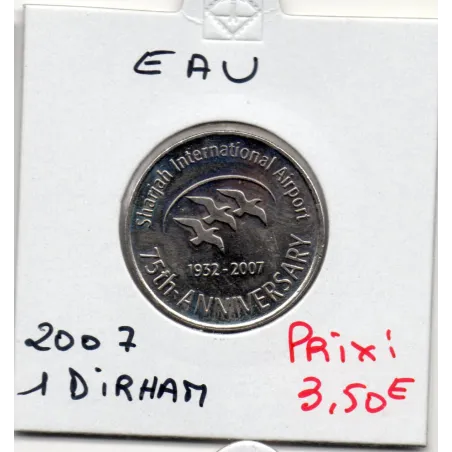 EAU
Sharjah International Airport
1932-2007
75th ANNIVERSARY
2007
1 DiRHAM
PRix:
3,50€